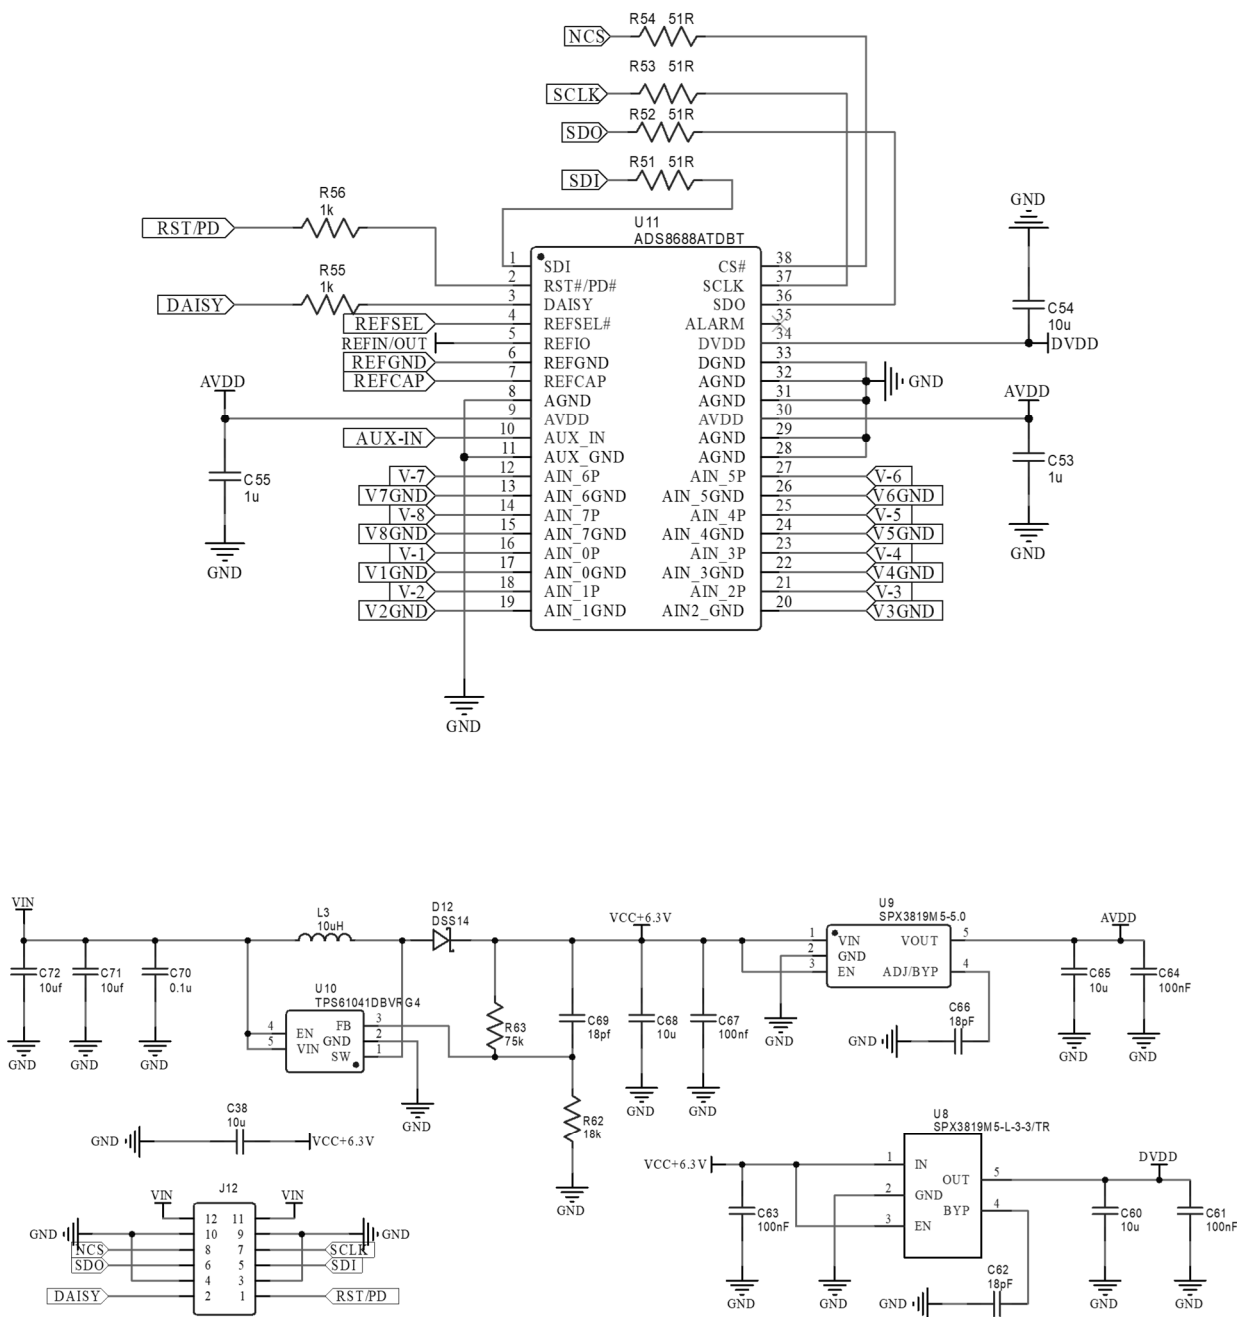 R54 51R
NCS
R53 51R
SCLK
R52 51R
SDO
R51 51R
SDI
R56
1k
RST/PD
R55
1k
DAISY
U11
ADS8688ATDBT
GND
C54
10u
DVDD
REFSEL
REFIN/OUT
REFGND
REFCAP
AVDD
AUX-IN
C55
1u
GND
V-7
V7GND
V-8
V8GND
V-1
V1GND
V-2
V2GND
1 SDI
2 RST#/PD#
3 DAISY
4 REFSEL#
5 REFIO
6 REFGND
7 REFCAP
8 AGND
9 AVDD
10 AUX_IN
11 AUX_GND
12 AIN_6P
13 AIN_6GND
14 AIN_7P
15 AIN_7GND
16 AIN_0P
17 AIN_0GND
18 AIN_1P
19 AIN_1GND
CS# 38
SCLK 37
SDO 36
ALARM 35
DVDD 34
DGND 33
AGND 32
AGND 31
AVDD 30
AGND 29
AGND 28
AIN_5P 27
AIN_5GND 26
AIN_4P 25
AIN_4GND 24
AIN_3P 23
AIN_3GND 22
AIN_2P 21
AIN2_GND 20
GND
AVDD
C53
1u
GND
V-6
V6GND
V-5
V5GND
V-4
V4GND
V-3
V3GND
GND
VIN
C72
10uf
GND
C71
10uf
GND
C70
0.1u
GND
L3
10uH
D12
DSS14
U10
TPS61041DBVRG4
4 EN
5 VIN
FB 3
GND 2
SW 1
GND
R63
75k
C69
18pf
R62
18k
GND
VCC+6.3V
C68
10u
GND
C67
100nf
GND
U9
SPX3819M5-5.0
1 VIN
2 GND
3 EN
VOUT 5
ADJ/BYP 4
GND
C66
18pF
GND
AVDD
C65
10u
GND
C64
100nF
GND
C38
10u
GND
VCC+6.3V
J12
VIN
VIN
12 11
10 9
8 7
6 5
4 3
2 1
GND
NCS
SDO
DAISY
GND
SCLK
SDI
RST/PD
U8
SPX3819M5-L-3-3/TR
VCC+6.3V
1 IN
2 GND
3 EN
OUT 5
BYP 4
C63
100nF
GND
GND
C62
18pF
GND
DVDD
C60
10u
GND
C61
100nF
GND